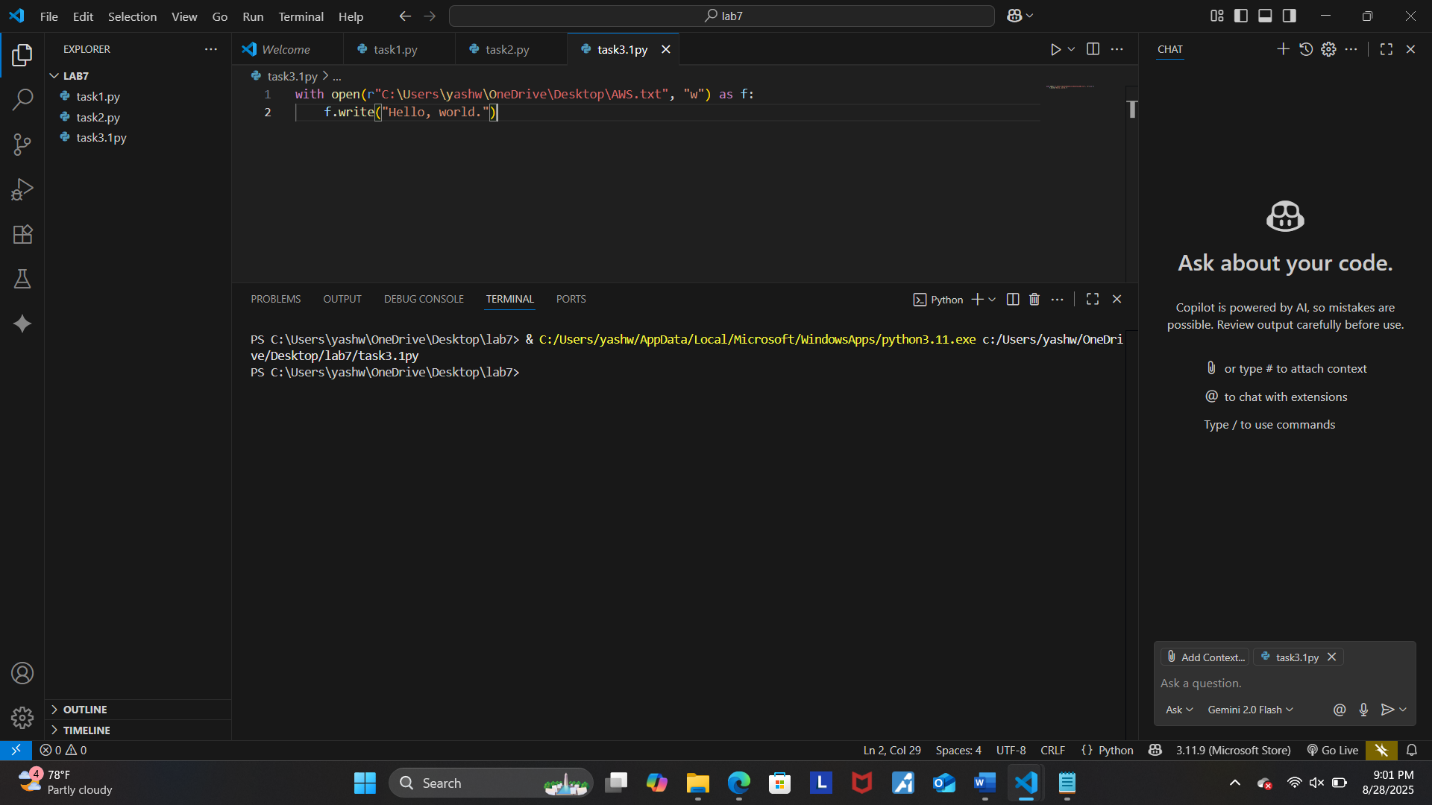 File Edit Selection View Go Run Terminal Help
lab7
EXPLORER
LAB7
task1.py
task2.py
task3.1py
Welcome
task1.py
task2.py
task3.1py
task3.1py > ...
1 with open(r"C:\Users\yashw\OneDrive\Desktop\AWS.txt", "w") as f:
2 f.write("Hello, world.")
PROBLEMS OUTPUT DEBUG CONSOLE TERMINAL PORTS
Python
PS C:\Users\yashw\OneDrive\Desktop\lab7> & C:/Users/yashw/AppData/Local/Microsoft/WindowsApps/python3.11.exe c:/Users/yashw/OneDri
ve/Desktop/lab7/task3.1py
PS C:\Users\yashw\OneDrive\Desktop\lab7>
CHAT
Ask about your code.
Copilot is powered by AI, so mistakes are
possible. Review output carefully before use.
or type # to attach context
@ to chat with extensions
Type / to use commands
Add Context...
task3.1py
Ask a question.
Ask
Gemini 2.0 Flash
OUTLINE
TIMELINE
0 0
Ln 2, Col 29 Spaces: 4 UTF-8 CRLF {} Python 3.11.9 (Microsoft Store) Go Live
4
78°F
Partly cloudy
Search
L
W
9:01 PM
8/28/2025